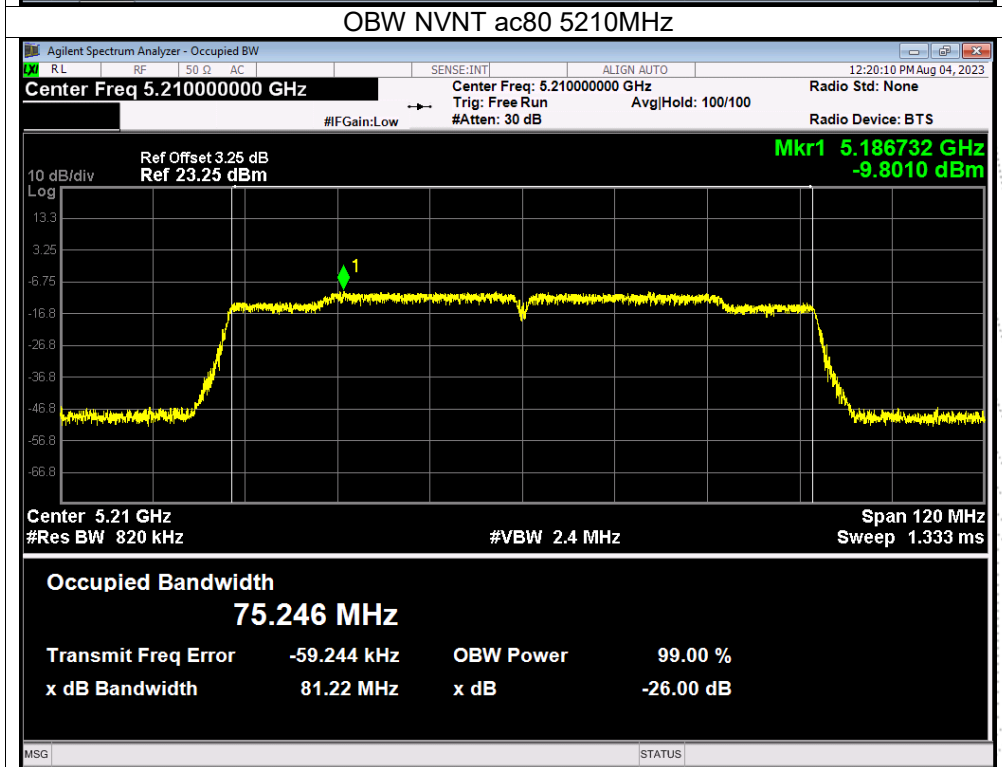 OBW NVNT ac80 5210MHz
Agilent Spectrum Analyzer - Occupied BW
LXI RL RF 50 Ω AC SENSE:INT ALIGN AUTO 12:20:10 PM Aug 04, 2023
Center Freq 5.210000000 GHz Center Freq: 5.210000000 GHz Radio Std: None
Trig: Free Run Avg|Hold: 100/100
#IFGain:Low #Atten: 30 dB Radio Device: BTS
Mkr1 5.186732 GHz
-9.8010 dBm
Ref Offset 3.25 dB
10 dB/div Ref 23.25 dBm
Log
13.3
3.25
1
-6.75
-16.8
-26.8
-36.8
-46.8
-56.8
-66.8
Center 5.21 GHz Span 120 MHz
#Res BW 820 kHz #VBW 2.4 MHz Sweep 1.333 ms
Occupied Bandwidth
75.246 MHz
Transmit Freq Error -59.244 kHz OBW Power 99.00 %
x dB Bandwidth 81.22 MHz x dB -26.00 dB
MSG STATUS